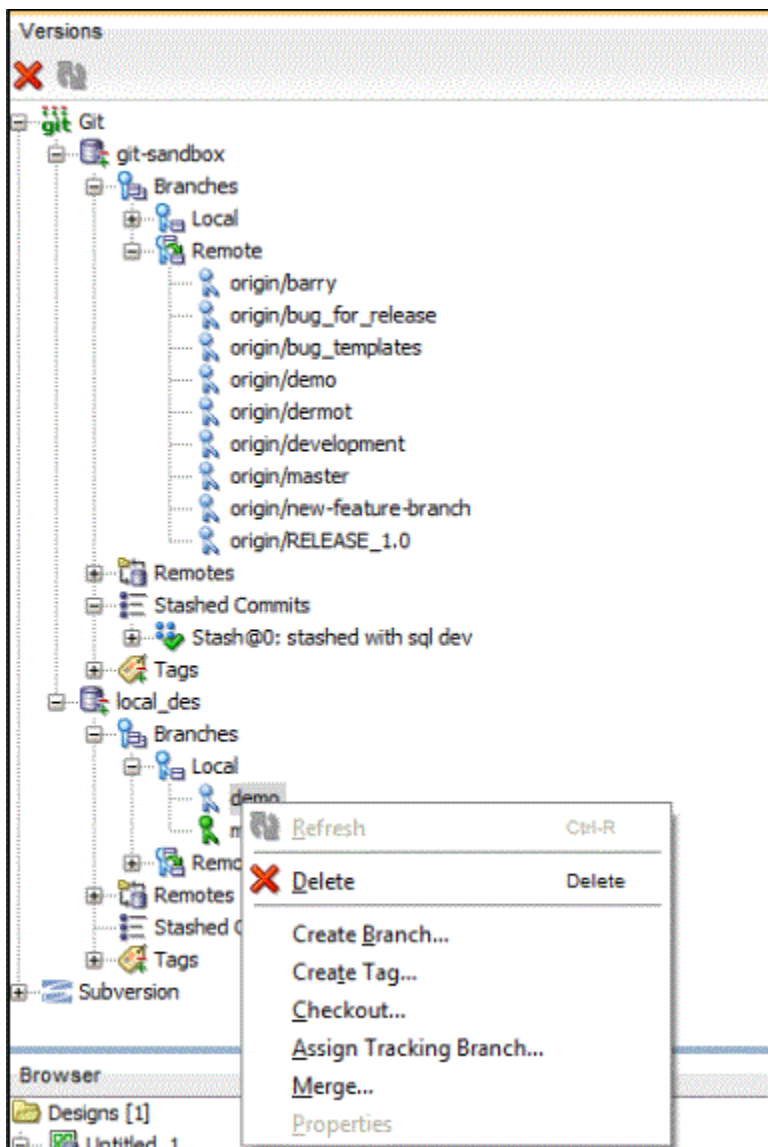 Versions
git Git
git-sandbox
Branches
Local
Remote
origin/barry
origin/bug_for_release
origin/bug_templates
origin/demo
origin/dermot
origin/development
origin/master
origin/new-feature-branch
origin/RELEASE_1.0
Remotes
Stashed Commits
Stash@0: stashed with sql dev
Tags
local_des
Branches
Local
demo
Remotes
Stashed
Tags
Subversion
Refresh Ctrl-R
Delete Delete
Create Branch...
Create Tag...
Checkout...
Assign Tracking Branch...
Merge...
Properties
Browser
Designs [1]
Untitled_1